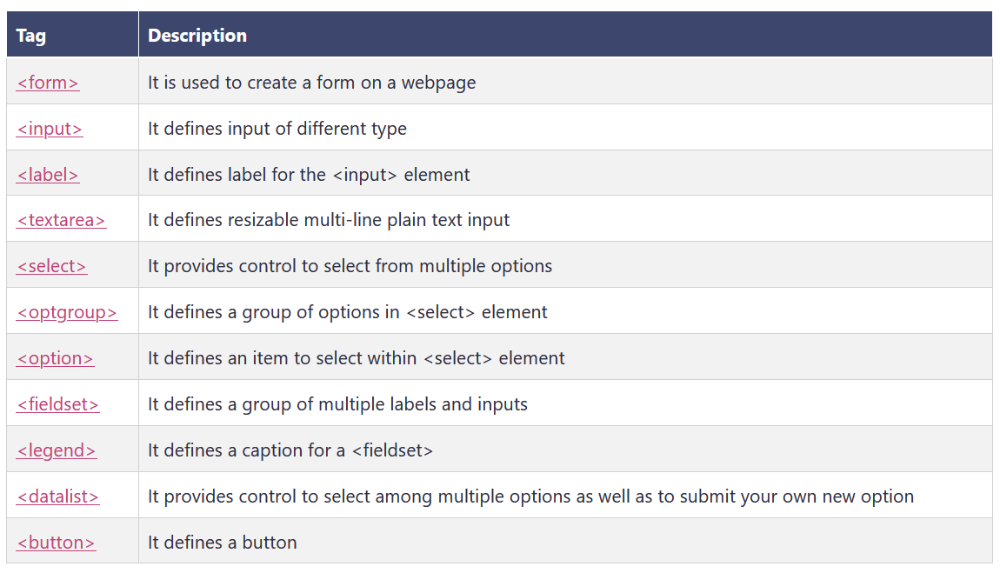 Tag Description
<form> It is used to create a form on a webpage
<input> It defines input of different type
<label> It defines label for the <input> element
<textarea> It defines resizable multi-line plain text input
<select> It provides control to select from multiple options
<optgroup> It defines a group of options in <select> element
<option> It defines an item to select within <select> element
<fieldset> It defines a group of multiple labels and inputs
<legend> It defines a caption for a <fieldset>
<datalist> It provides control to select among multiple options as well as to submit your own new option
<button> It defines a button